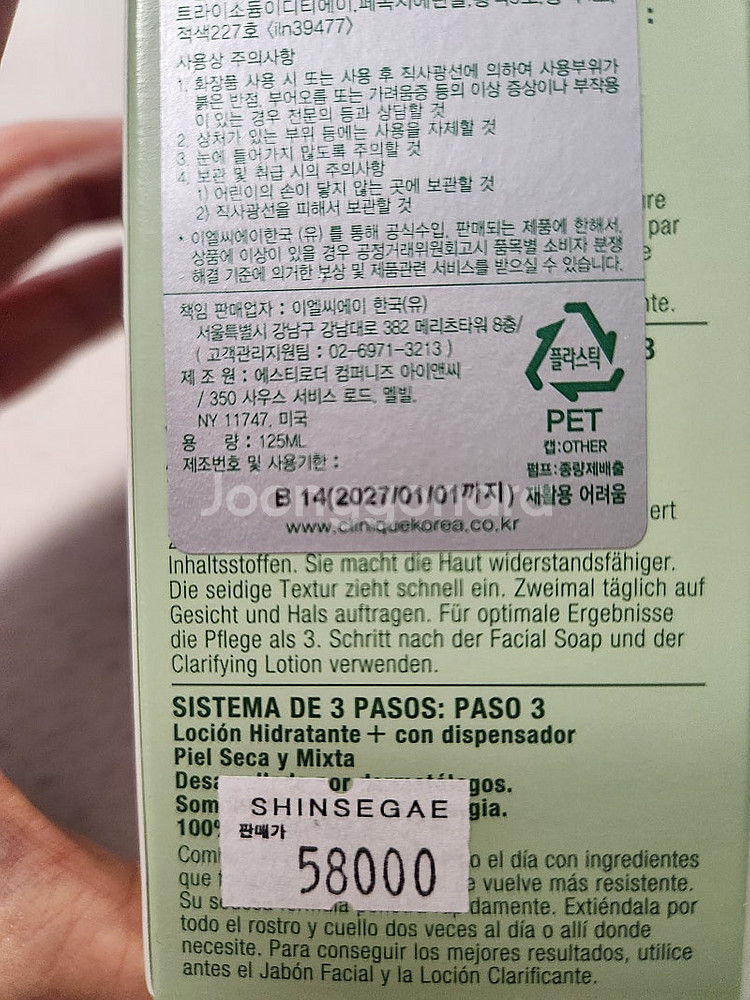 적색227호 <iln39477>
사용상 주의사항
1. 화장품 사용 시 또는 사용 후 직사광선에 의하여 사용부위가
붉은 반점, 부어오름 또는 가려움증 등의 이상 증상이나 부작용
이 있는 경우 전문의 등과 상담할 것
2. 상처가 있는 부위 등에는 사용을 자제할 것
3. 눈에 들어가지 않도록 주의할 것
4. 보관 및 취급 시의 주의사항
1) 어린이의 손이 닿지 않는 곳에 보관할 것
2) 직사광선을 피해서 보관할 것
* 이엘씨에이한국 (유) 를 통해 공식수입, 판매되는 제품에 한해서,
상품에 이상이 있을 경우 공정거래위원회고시 품목별 소비자 분쟁
해결 기준에 의거한 보상 및 제품관련 서비스를 받으실 수 있습니다.
par
책임 판매업자 : 이엘씨에이 한국(유)
서울특별시 강남구 강남대로 382 메리츠타워 8층/
( 고객관리지원팀 : 02-6971-3213 )
제 조 원 : 에스티로더 컴퍼니즈 아이앤씨
/ 350 사우스 서비스 로드, 멜빌,
NY 11747, 미국
용 량 : 125ML
제조번호 및 사용기한 :
B 14(2027/01/01까지)
www.cliniquekorea.co.kr
플라스틱
PET
캡:OTHER
펌프:종량제배출
재활용 어려움
Joonggonara
Inhaltsstoffen. Sie macht die Haut widerstandsfähiger.
Die seidige Textur zieht schnell ein. Zweimal täglich auf
Gesicht und Hals auftragen. Für optimale Ergebnisse
die Pflege als 3. Schritt nach der Facial Soap und der
Clarifying Lotion verwenden.
SISTEMA DE 3 PASOS: PASO 3
Loción Hidratante + con dispensador
Piel Seca y Mixta
SHINSEGAE
판매가
58000
100%
el día con ingredientes
que
vuelve más resistente.
Su
Extiéndala por
todo el rostro y cuello dos veces al día o allí donde
necesite. Para conseguir los mejores resultados, utilice
antes el Jabón Facial y la Loción Clarificante.